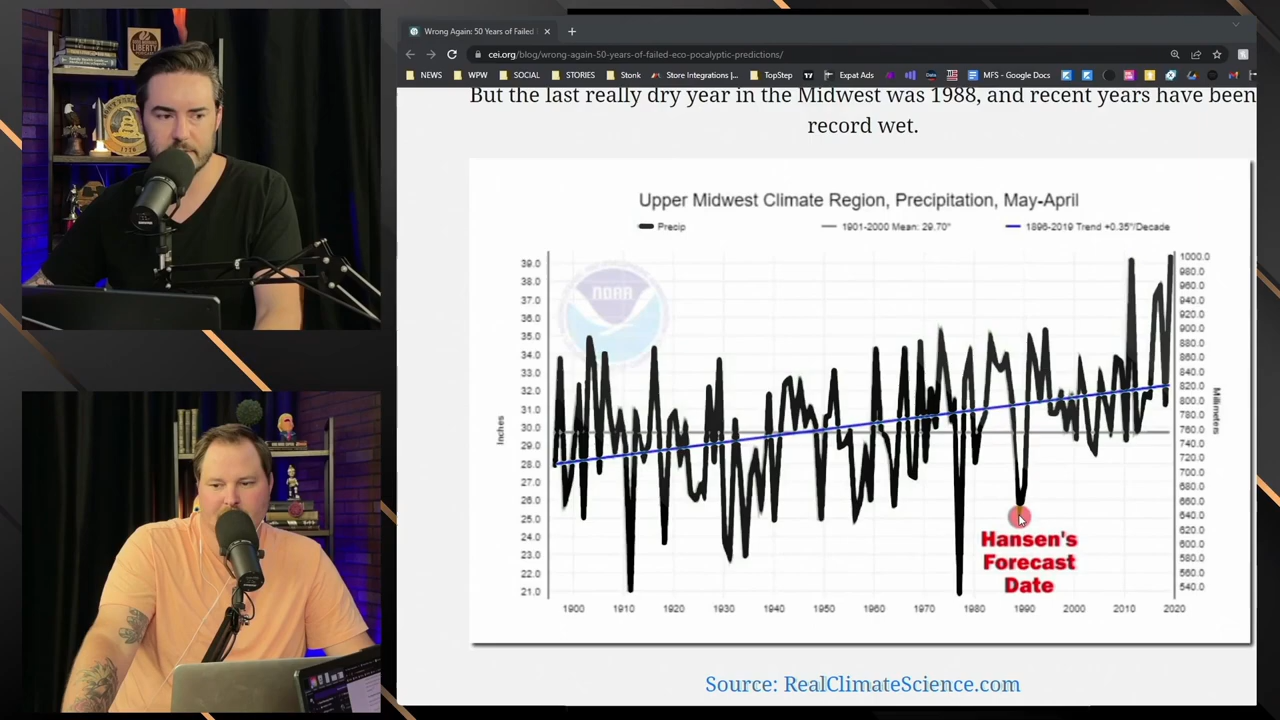 Wrong Again: 50 Years of Failed
cei.org/blog/wrong-again-50-years-of-failed-eco-pocalyptic-predictions/
NEWS WPW SOCIAL STORIES Stonk Store Integrations |... TopStep Expat Ads MFS - Google Docs
But the last really dry year in the Midwest was 1988, and recent years have been
record wet.
Upper Midwest Climate Region, Precipitation, May-April
Precip 1901-2000 Mean: 29.70" 1896-2019 Trend +0.35"/Decade
NOAA
Inches
39.0
38.0
37.0
36.0
35.0
34.0
33.0
32.0
31.0
30.0
29.0
28.0
27.0
26.0
25.0
24.0
23.0
22.0
21.0
1000.0
980.0
960.0
940.0
920.0
900.0
880.0
860.0
840.0
820.0
800.0
780.0
760.0
740.0
720.0
700.0
680.0
660.0
640.0
620.0
600.0
580.0
560.0
540.0
Millimeters
Hansen's
Forecast
Date
1900 1910 1920 1930 1940 1950 1960 1970 1980 1990 2000 2010 2020
Source: RealClimateScience.com
LIBERTY